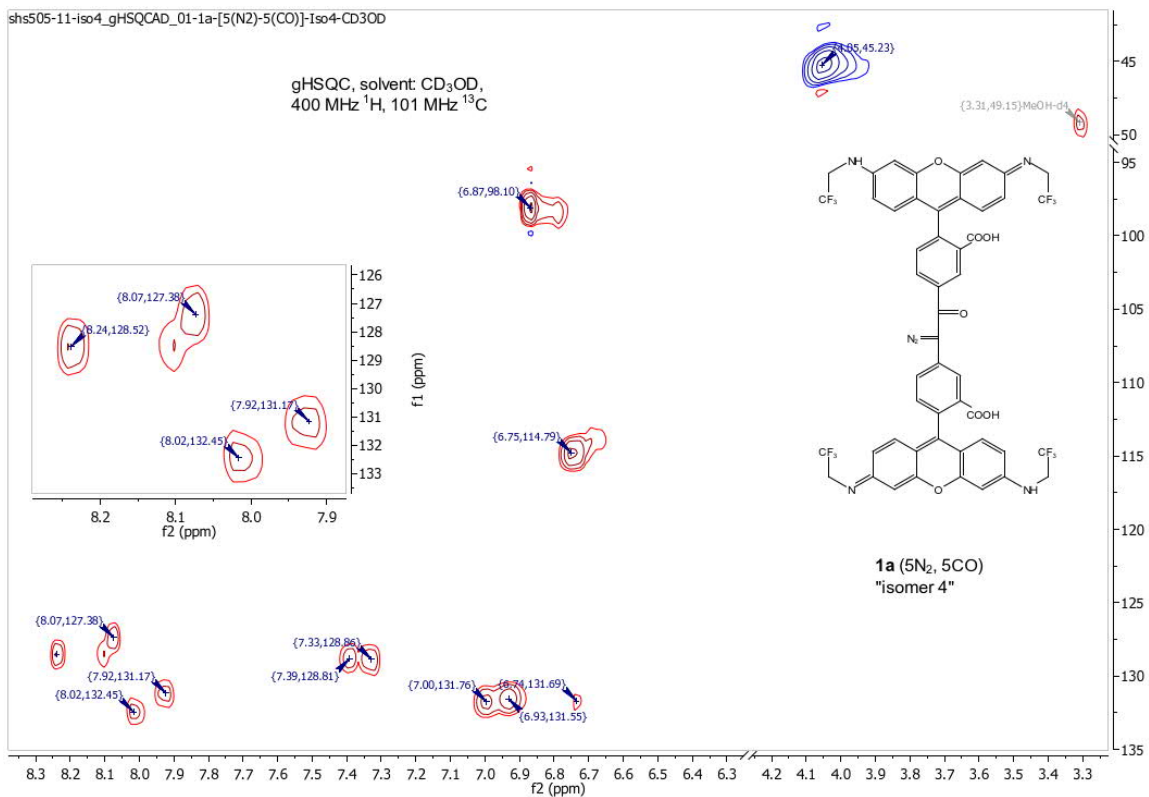 shs505-11-iso4_gHSQCAD_01-1a-[5(N2)-5(CO)]-Iso4-CD3OD
gHSQC, solvent: CD₃OD,
400 MHz ¹H, 101 MHz ¹³C
{4.05,45.23}
{3.31,49.15}MeOH-d4
{6.87,98.10}
{6.75,114.79}
{8.07,127.38}
{8.24,128.52}
{7.92,131.17}
{8.02,132.45}
126
127
128
129
130
131
132
133
8.2 8.1 8.0 7.9
f2 (ppm)
{8.07,127.38}
{7.92,131.17}
{8.02,132.45}
{7.33,128.86}
{7.39,128.81}
{7.00,131.76}
{6.74,131.69}
{6.93,131.55}
NH O N
CF₃ CF₃
COOH
O
N₂
COOH
CF₃ CF₃
N O NH
1a (5N₂, 5CO)
"isomer 4"
45
50
95
100
105
110
115
120
125
130
135
f1 (ppm)
8.3 8.2 8.1 8.0 7.9 7.8 7.7 7.6 7.5 7.4 7.3 7.2 7.1 7.0 6.9 6.8 6.7 6.6 6.5 6.4 6.3 4.2 4.1 4.0 3.9 3.8 3.7 3.6 3.5 3.4 3.3
f2 (ppm)